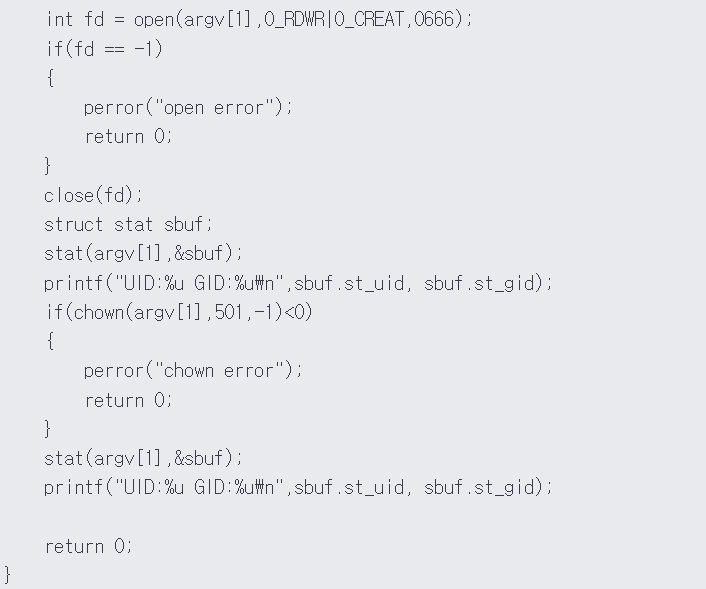 int fd = open(argv[1],O_RDWR|O_CREAT,0666);
if(fd == -1)
{
perror("open error");
return 0;
}
close(fd);
struct stat sbuf;
stat(argv[1],&sbuf);
printf("UID:%u GID:%u₩n",sbuf.st_uid, sbuf.st_gid);
if(chown(argv[1],501,-1)<0)
{
perror("chown error");
return 0;
}
stat(argv[1],&sbuf);
printf("UID:%u GID:%u₩n",sbuf.st_uid, sbuf.st_gid);
return 0;
}